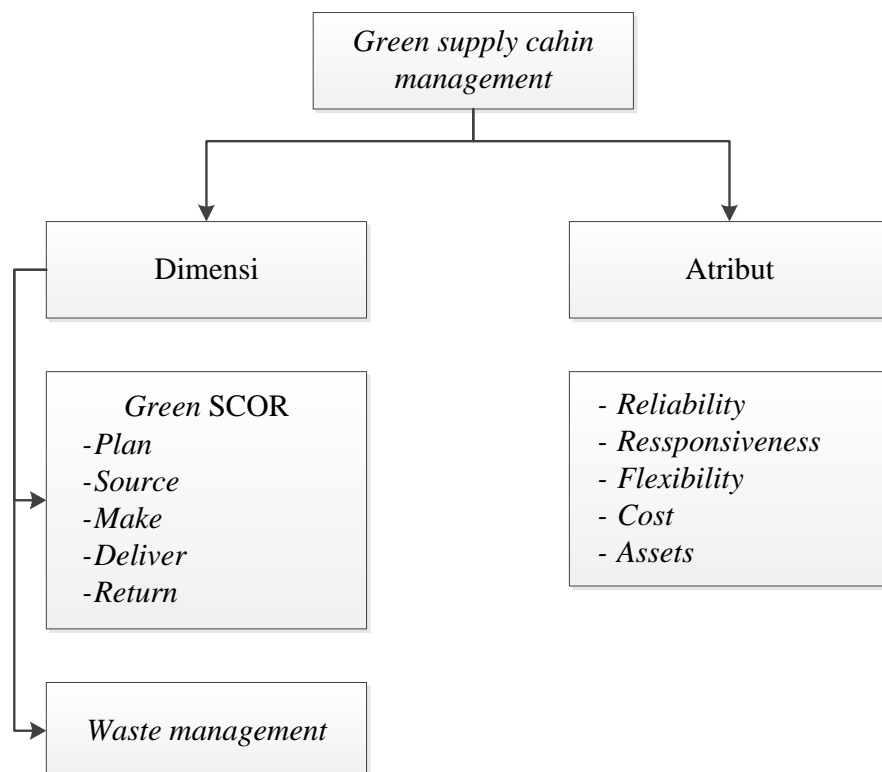 Green supply cahin
management
Dimensi
Atribut
Green SCOR
-Plan
-Source
-Make
-Deliver
-Return
- Reliability
- Ressponsiveness
- Flexibility
- Cost
- Assets
Waste management